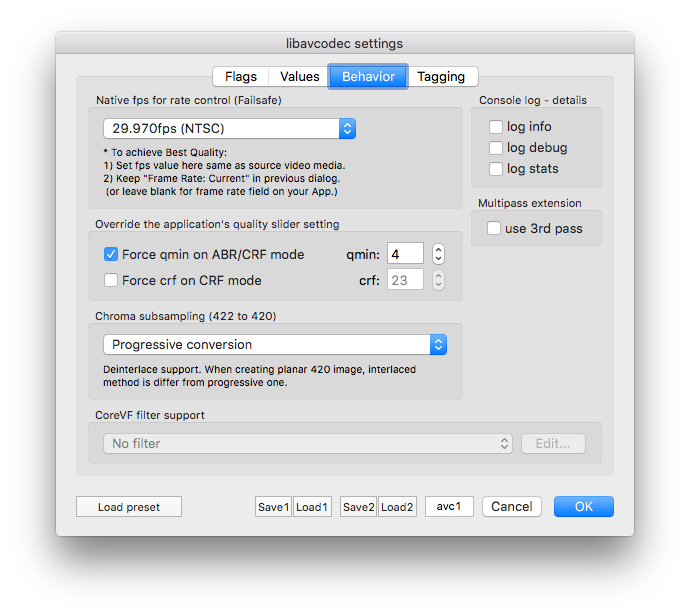 libavcodec settings
Flags Values Behavior Tagging
Native fps for rate control (Failsafe)
29.970fps (NTSC)
* To achieve Best Quality:
1) Set fps value here same as source video media.
2) Keep "Frame Rate: Current" in previous dialog.
(or leave blank for frame rate field on your App.)
Console log - details
log info
log debug
log stats
Multipass extension
use 3rd pass
Override the application's quality slider setting
Force qmin on ABR/CRF mode qmin: 4
Force crf on CRF mode crf: 23
Chroma subsampling (422 to 420)
Progressive conversion
Deinterlace support. When creating planar 420 image, interlaced
method is differ from progressive one.
CoreVF filter support
No filter Edit...
Load preset Save1 Load1 Save2 Load2 avc1 Cancel OK